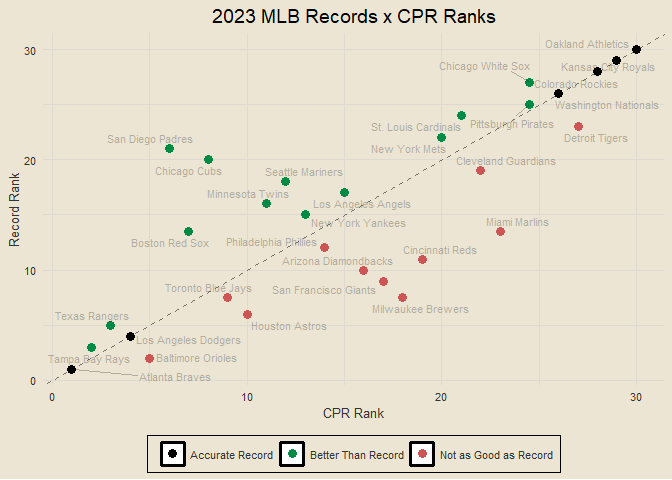 2023 MLB Records x CPR Ranks
30
20
10
0
Record Rank
Oakland Athletics
Chicago White Sox
Kansas City Royals
Colorado Rockies
Washington Nationals
Pittsburgh Pirates
St. Louis Cardinals
Detroit Tigers
San Diego Padres
New York Mets
Cleveland Guardians
Chicago Cubs
Seattle Mariners
Minnesota Twins
Los Angeles Angels
New York Yankees
Miami Marlins
Boston Red Sox
Philadelphia Phillies
Cincinnati Reds
Arizona Diamondbacks
Toronto Blue Jays
San Francisco Giants
Milwaukee Brewers
Texas Rangers
Houston Astros
Los Angeles Dodgers
Tampa Bay Rays
Baltimore Orioles
Atlanta Braves
0
10
20
30
CPR Rank
Accurate Record
Better Than Record
Not as Good as Record